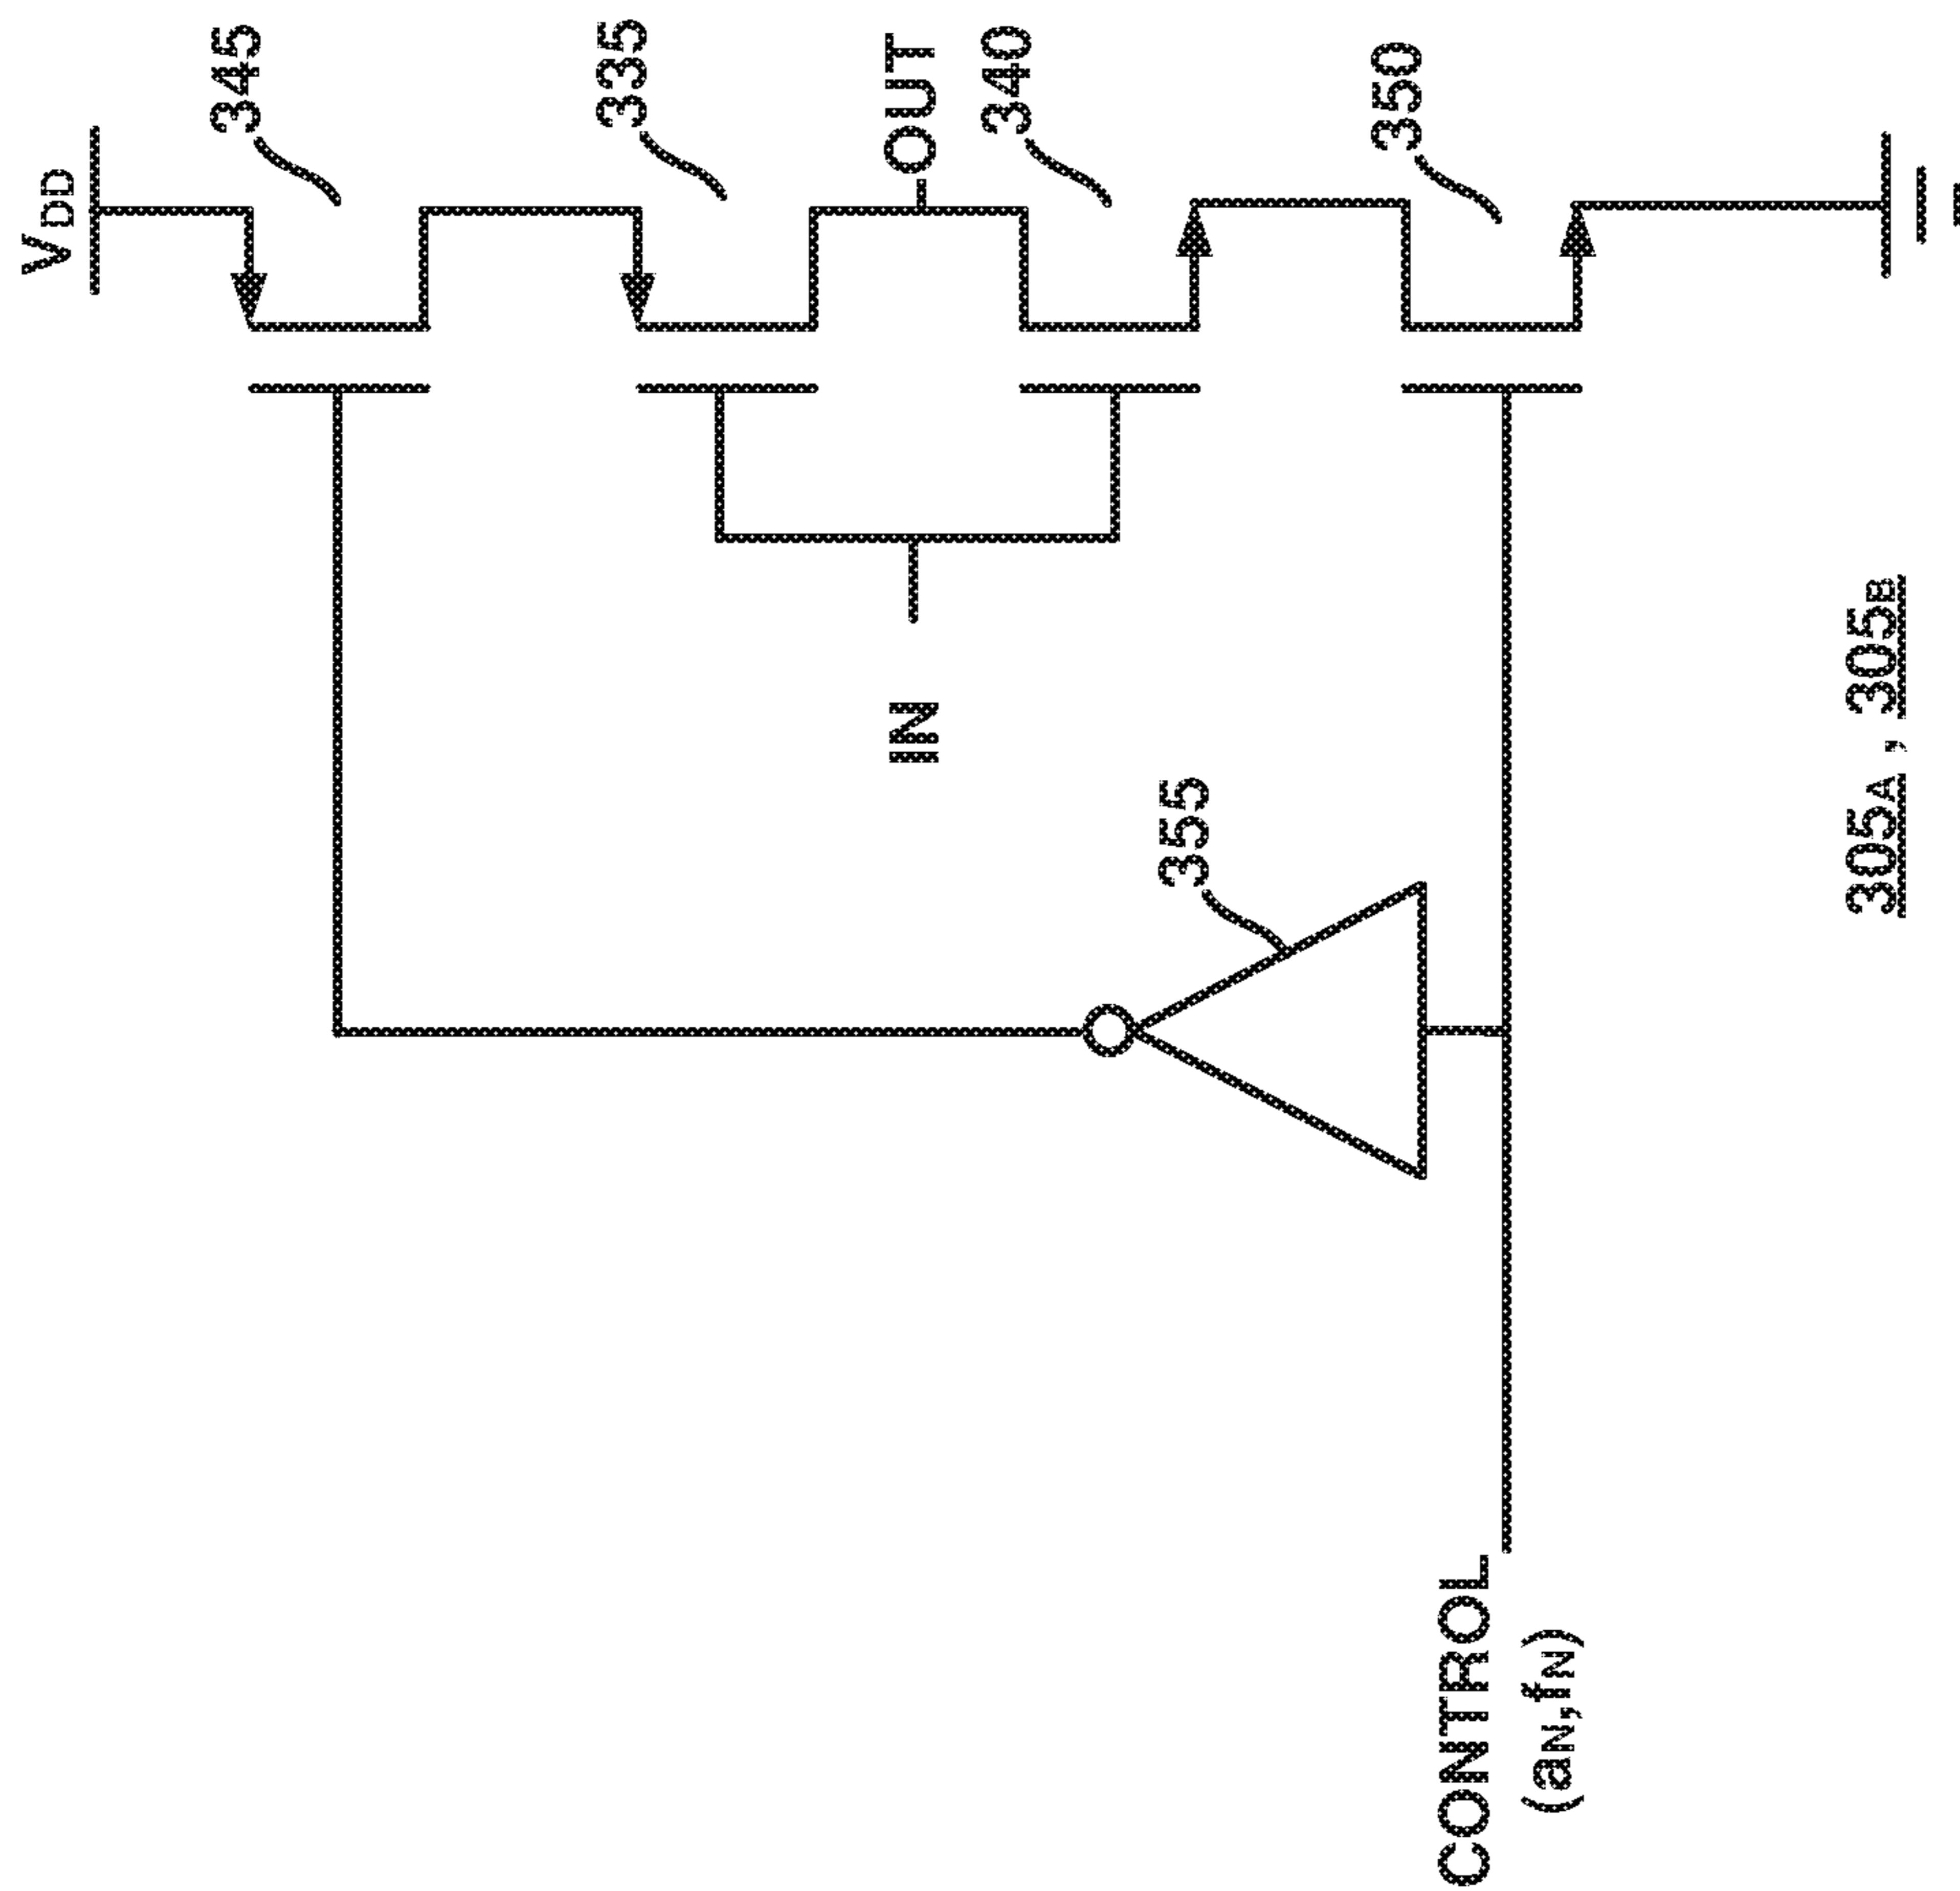 VDD
345
335
OUT
340
350
IN
355
CONTROL
(aN,fN)
305A , 305B